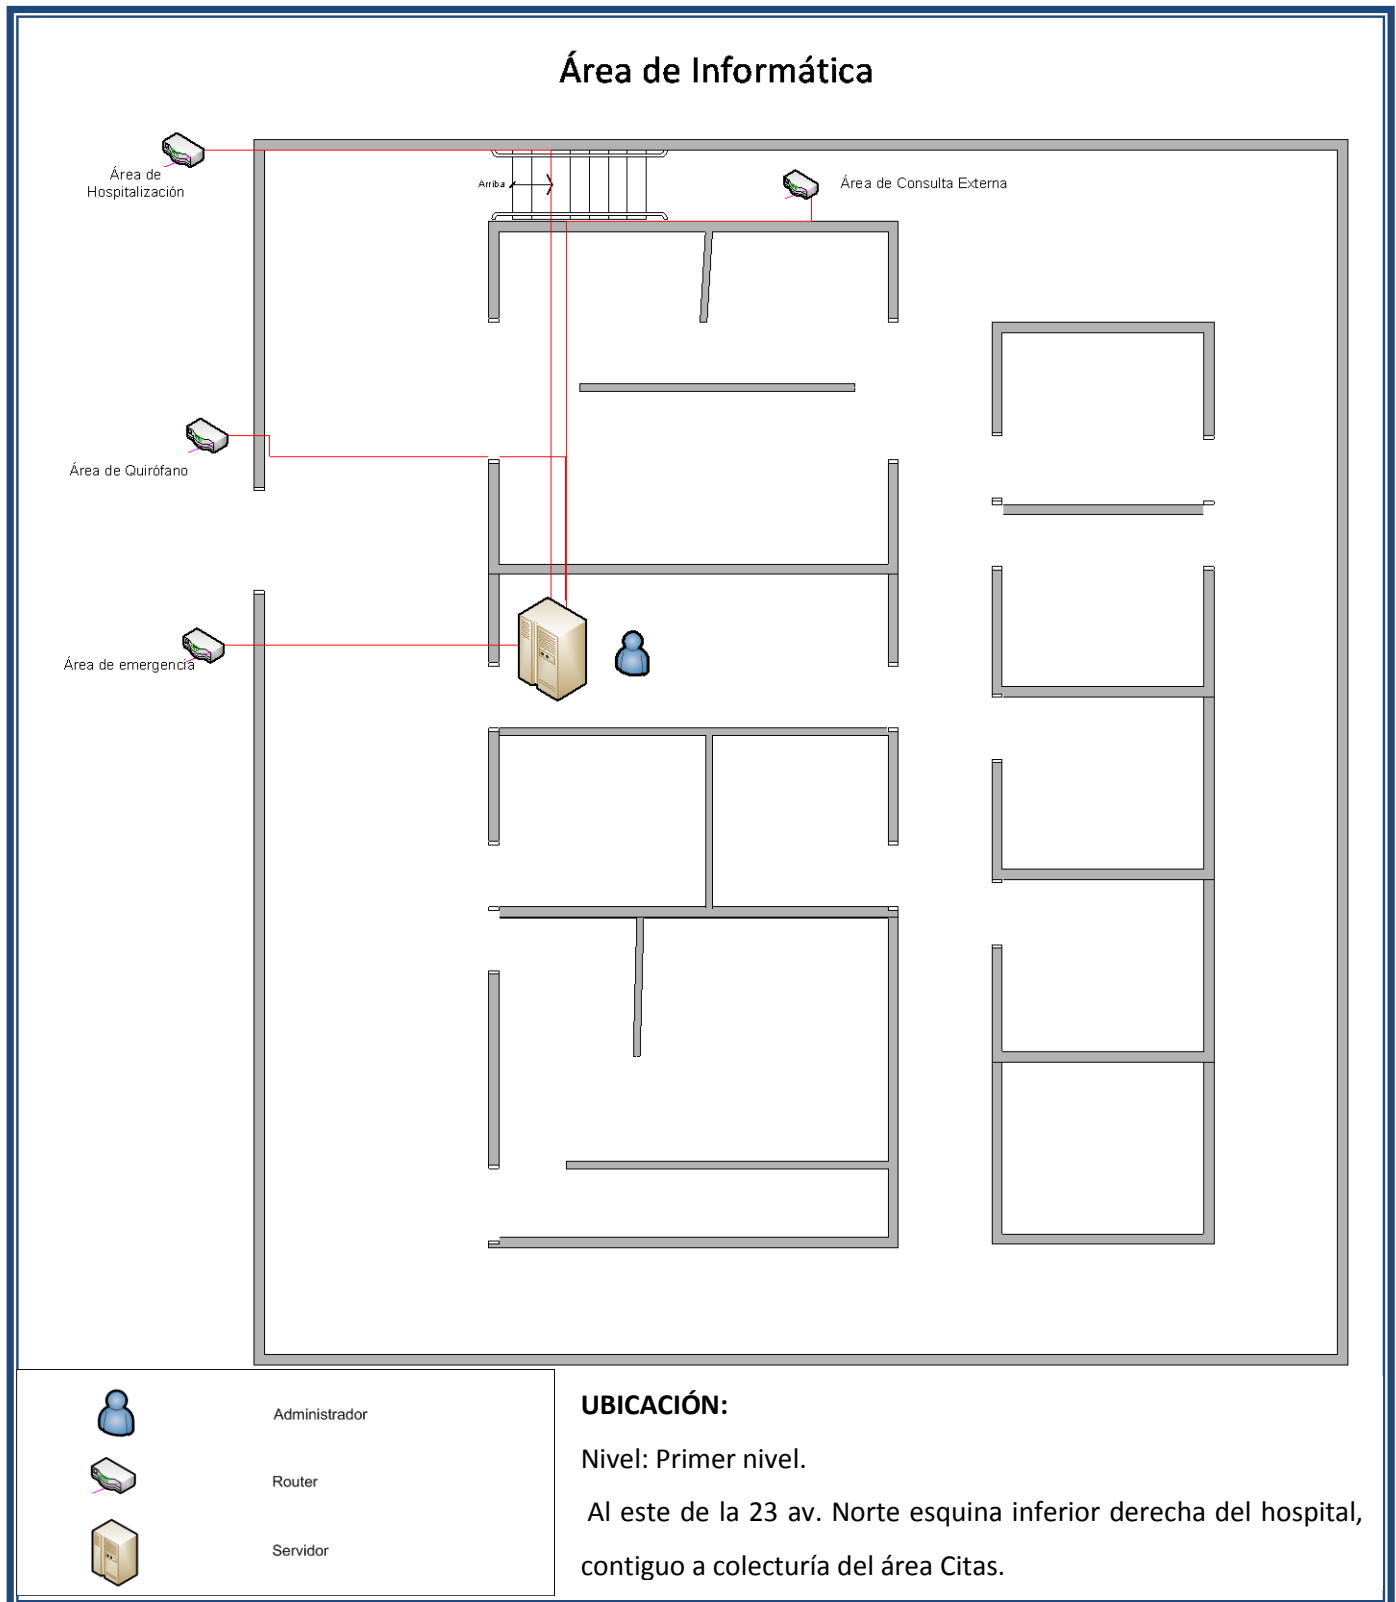 Área de Informática
Área de
Hospitalización
Arriba
Área de Consulta Externa
Área de Quirófano
Área de emergencia
Administrador
Router
Servidor
UBICACIÓN:
Nivel: Primer nivel.
Al este de la 23 av. Norte esquina inferior derecha del hospital,
contiguo a colecturía del área Citas.